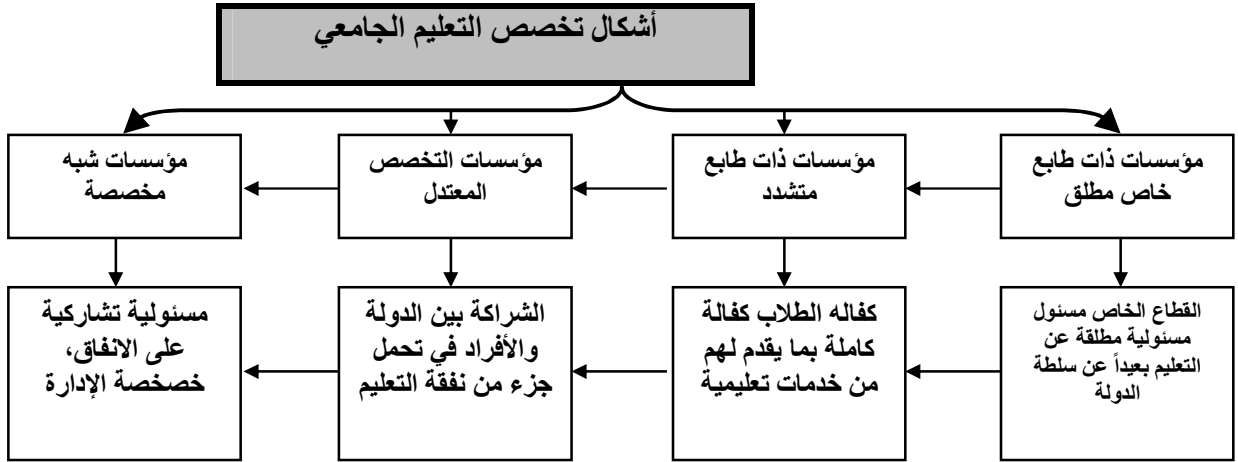 أشكال تخصص التعليم الجامعي
مؤسسات ذات طابع
خاص مطلق
مؤسسات ذات طابع
متشدد
مؤسسات التخصص
المعتدل
مؤسسات شبه
مخصصة
القطاع الخاص مسئول
مسئولية مطلقة عن
التعليم بعيداً عن سلطة
الدولة
كفاله الطلاب كفالة
كاملة بما يقدم لهم
من خدمات تعليمية
الشراكة بين الدولة
والأفراد في تحمل
جزء من نفقة التعليم
مسئولية تشاركية
على الانفاق،
خصخصة الإدارة